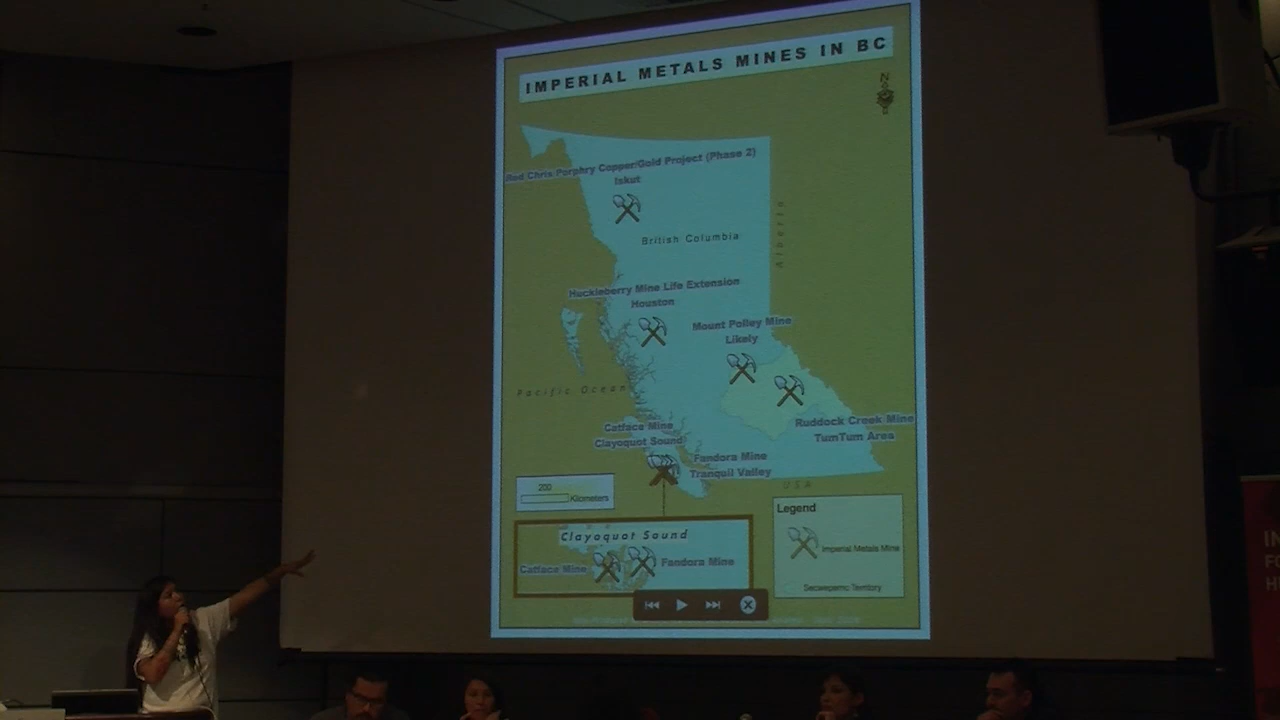 IMPERIAL METALS MINES IN BC
N
Red Chris Porphry Copper/Gold Project (Phase 2)
Iskut
British Columbia
Alberta
Huckleberry Mine Life Extension
Houston
Mount Polley Mine
Likely
Pacific Ocean
Ruddock Creek Mine
TumTum Area
Catface Mine
Clayoquot Sound
Fandora Mine
Tranquil Valley
USA
200
Kilometers
Legend
Imperial Metals Mine
Secwepemc Territory
Clayoquot Sound
Catface Mine
Fandora Mine
IN